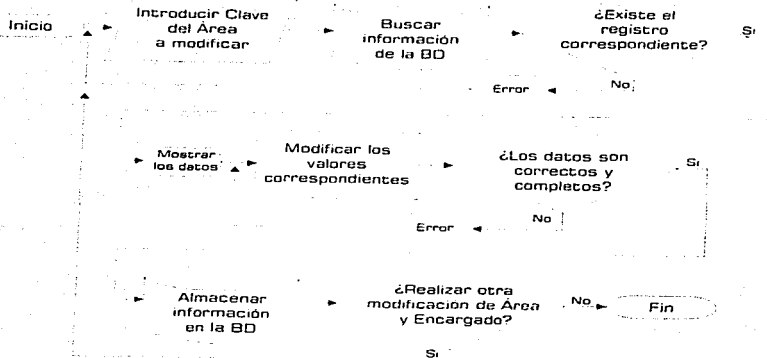 Inicio
Introducir Clave
del Área
a modificar
Buscar
información
de la BD
¿Existe el
registro
correspondiente?
Si
No
Error
Mostrar
los datos
Modificar los
valores
correspondientes
¿Los datos son
correctos y
completos?
Si
No
Error
Almacenar
información
en la BD
¿Realizar otra
modificación de Área
y Encargado?
No
Fin
Si